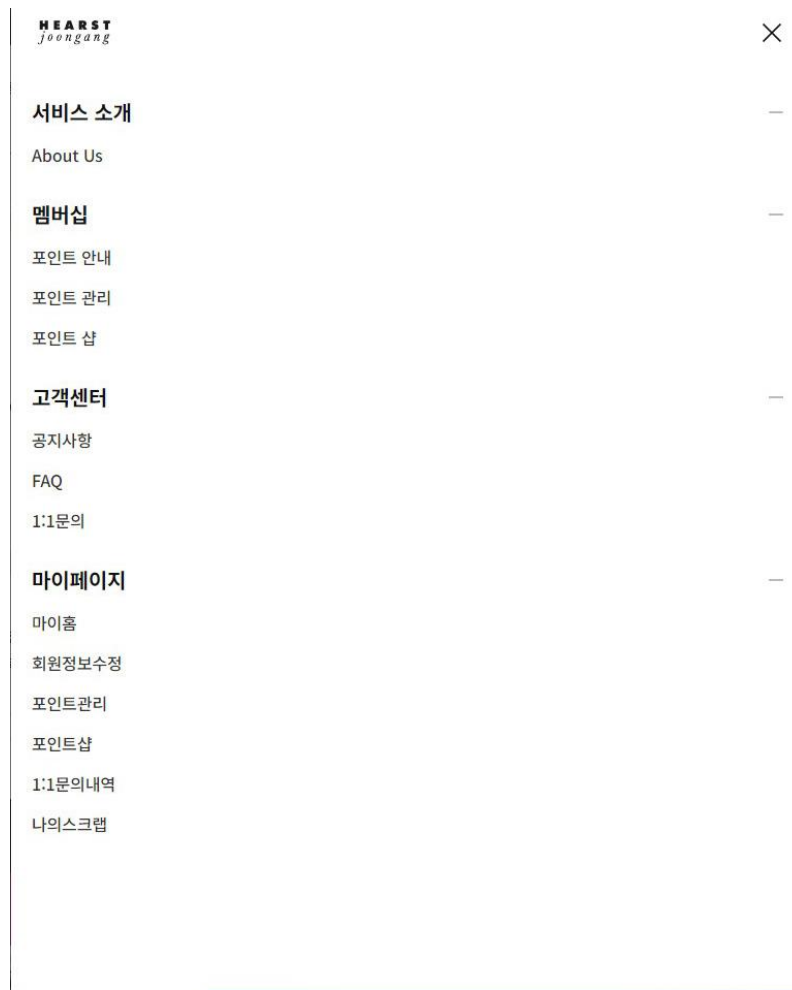 HEARST
joongang
서비스 소개
About Us
멤버십
포인트 안내
포인트 관리
포인트 샵
고객센터
공지사항
FAQ
1:1문의
마이페이지
마이홈
회원정보수정
포인트관리
포인트샵
1:1문의내역
나의스크랩